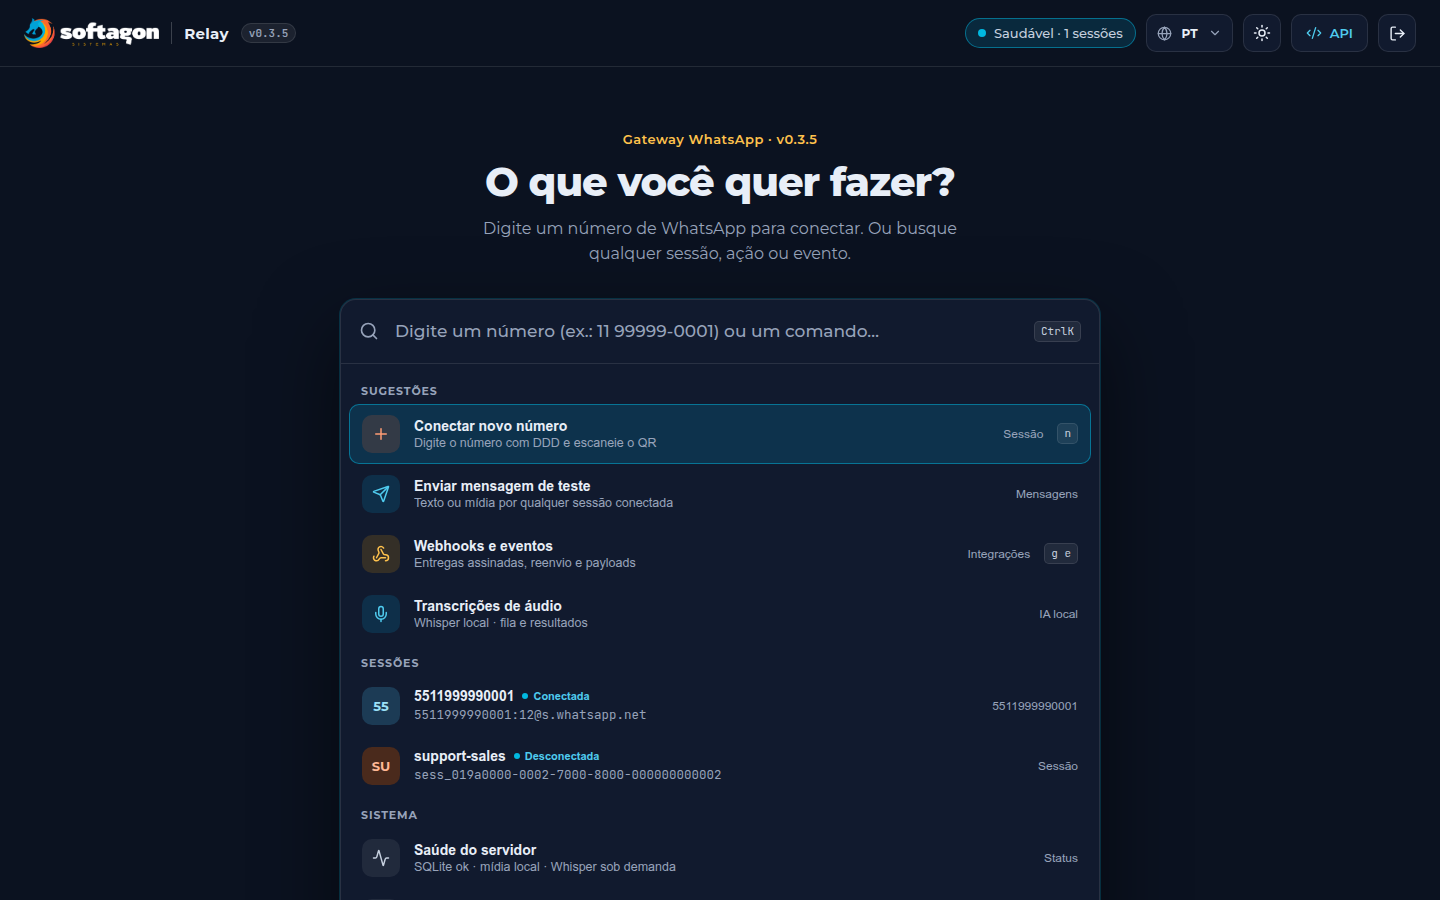 softagon
SISTEMAS
Relay
v0.3.5
Saudável · 1 sessões
PT
API
Gateway WhatsApp · v0.3.5
O que você quer fazer?
Digite um número de WhatsApp para conectar. Ou busque
qualquer sessão, ação ou evento.
Digite um número (ex.: 11 99999-0001) ou um comando...
CtrlK
SUGESTÕES
Conectar novo número
Digite o número com DDD e escaneie o QR
Sessão
n
Enviar mensagem de teste
Texto ou mídia por qualquer sessão conectada
Mensagens
Webhooks e eventos
Entregas assinadas, reenvio e payloads
Integrações
g e
Transcrições de áudio
Whisper local · fila e resultados
IA local
SESSÕES
55
5511999990001
Conectada
5511999990001:12@s.whatsapp.net
5511999990001
SU
support-sales
Desconectada
sess_019a0000-0002-7000-8000-000000000002
Sessão
SISTEMA
Saúde do servidor
SQLite ok · mídia local · Whisper sob demanda
Status